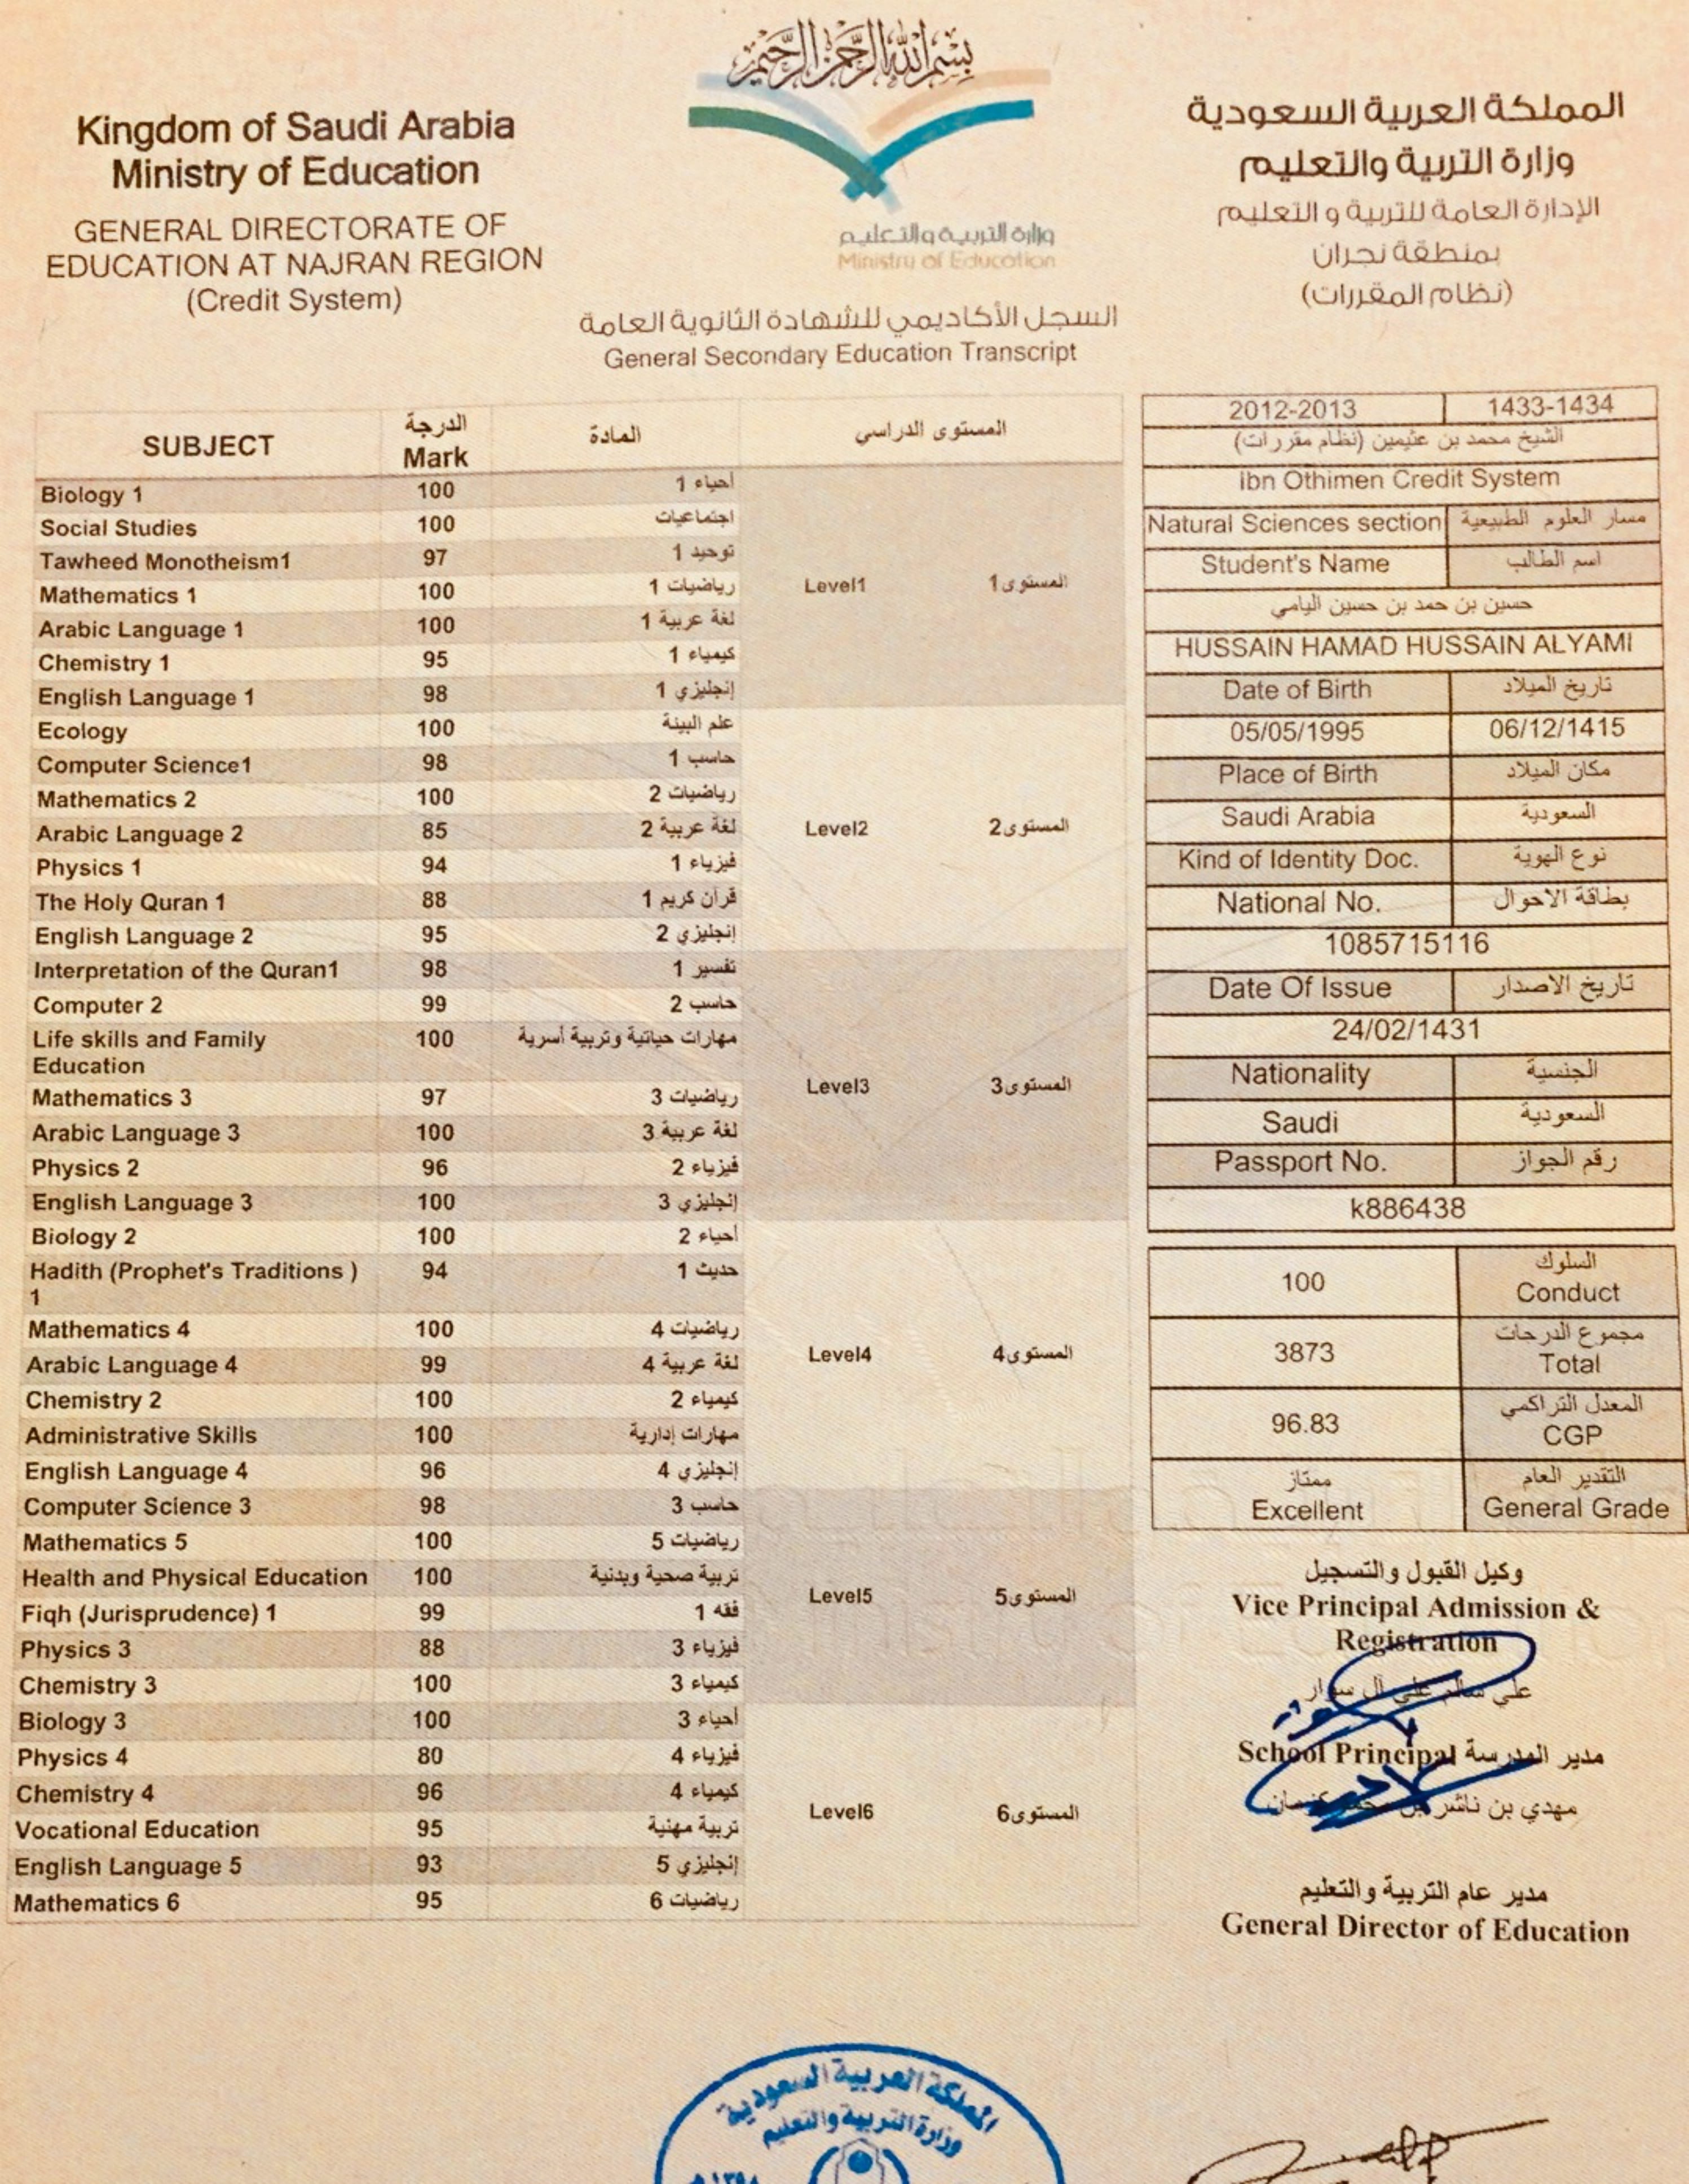 بسم الله الرحمن الرحيم
Kingdom of Saudi Arabia
Ministry of Education
GENERAL DIRECTORATE OF
EDUCATION AT NAJRAN REGION
(Credit System)
وزارة التربية والتعليم
Ministry of Education
المملكة العربية السعودية
وزارة التربية والتعليم
الإدارة العامة للتربية و التعليم
بمنطقة نجران
(نظام المقررات)
السجل الأكاديمي للشهادة الثانوية العامة
General Secondary Education Transcript
SUBJECT الدرجة Mark المادة المستوى الدراسي
Biology 1 100 أحياء 1
Social Studies 100 اجتماعيات
Tawheed Monotheism1 97 توحيد 1
Mathematics 1 100 رياضيات 1 Level1 المستوى1
Arabic Language 1 100 لغة عربية 1
Chemistry 1 95 كيمياء 1
English Language 1 98 إنجليزي 1
Ecology 100 علم البيئة
Computer Science1 98 حاسب 1
Mathematics 2 100 رياضيات 2
Arabic Language 2 85 لغة عربية 2 Level2 المستوى2
Physics 1 94 فيزياء 1
The Holy Quran 1 88 قرآن كريم 1
English Language 2 95 إنجليزي 2
Interpretation of the Quran1 98 تفسير 1
Computer 2 99 حاسب 2
Life skills and Family 100 مهارات حياتية وتربية أسرية
Education
Mathematics 3 97 رياضيات 3 Level3 المستوى3
Arabic Language 3 100 لغة عربية 3
Physics 2 96 فيزياء 2
English Language 3 100 إنجليزي 3
Biology 2 100 أحياء 2
Hadith (Prophet's Traditions ) 94 حديث 1
1
Mathematics 4 100 رياضيات 4
Arabic Language 4 99 لغة عربية 4 Level4 المستوى4
Chemistry 2 100 كيمياء 2
Administrative Skills 100 مهارات إدارية
English Language 4 96 إنجليزي 4
Computer Science 3 98 حاسب 3
Mathematics 5 100 رياضيات 5
Health and Physical Education 100 تربية صحية وبدنية
Fiqh (Jurisprudence) 1 99 فقه 1 Level5 المستوى5
Physics 3 88 فيزياء 3
Chemistry 3 100 كيمياء 3
Biology 3 100 أحياء 3
Physics 4 80 فيزياء 4
Chemistry 4 96 كيمياء 4
Vocational Education 95 تربية مهنية Level6 المستوى6
English Language 5 93 إنجليزي 5
Mathematics 6 95 رياضيات 6
2012-2013 1433-1434
الشيخ محمد بن عثيمين (نظام مقررات)
Ibn Othimen Credit System
Natural Sciences section مسار العلوم الطبيعية
Student's Name اسم الطالب
حسين بن حمد بن حسين اليامي
HUSSAIN HAMAD HUSSAIN ALYAMI
Date of Birth تاريخ الميلاد
05/05/1995 06/12/1415
Place of Birth مكان الميلاد
Saudi Arabia السعودية
Kind of Identity Doc. نوع الهوية
National No. بطاقة الاحوال
1085715116
Date Of Issue تاريخ الاصدار
24/02/1431
Nationality الجنسية
Saudi السعودية
Passport No. رقم الجواز
k886438
100 السلوك Conduct
3873 مجموع الدرجات Total
96.83 المعدل التراكمي CGP
ممتاز Excellent التقدير العام General Grade
وكيل القبول والتسجيل
Vice Principal Admission &
Registration
علي سالم علي آل سوار
School Principal مدير المدرسة
مهدي بن ناشر بن
مدير عام التربية والتعليم
General Director of Education
المملكة العربية السعودية
وزارة التربية والتعليم